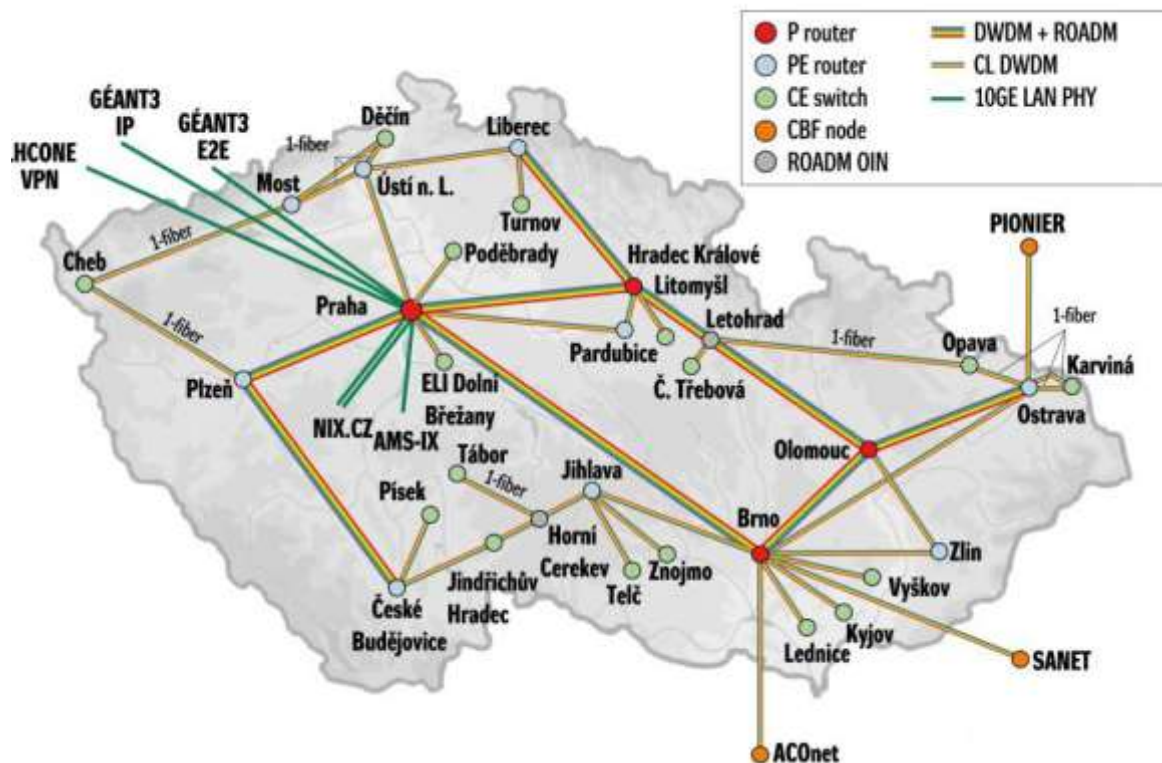 P router
PE router
CE switch
CBF node
ROADM OIN
DWDM + ROADM
CL DWDM
10GE LAN PHY
GÉANT3
IP
GÉANT3
E2E
HCONE
VPN
Děčín
1-fiber
Most
Ústí n. L.
Liberec
Turnov
1-fiber
Cheb
Poděbrady
Hradec Králové
Litomyšl
Praha
Letohrad
PIONIER
1-fiber
1-fiber
1-fiber
Opava
Karviná
Pardubice
Č. Třebová
Ostrava
Plzeň
ELI Dolní
Břežany
NIX.CZ
AMS-IX
Olomouc
Tábor
1-fiber
Jihlava
Písek
Brno
Horní
Cerekev
Znojmo
Telč
Zlín
Vyškov
Jindřichův
Hradec
České
Budějovice
Kyjov
Lednice
SANET
ACOnet